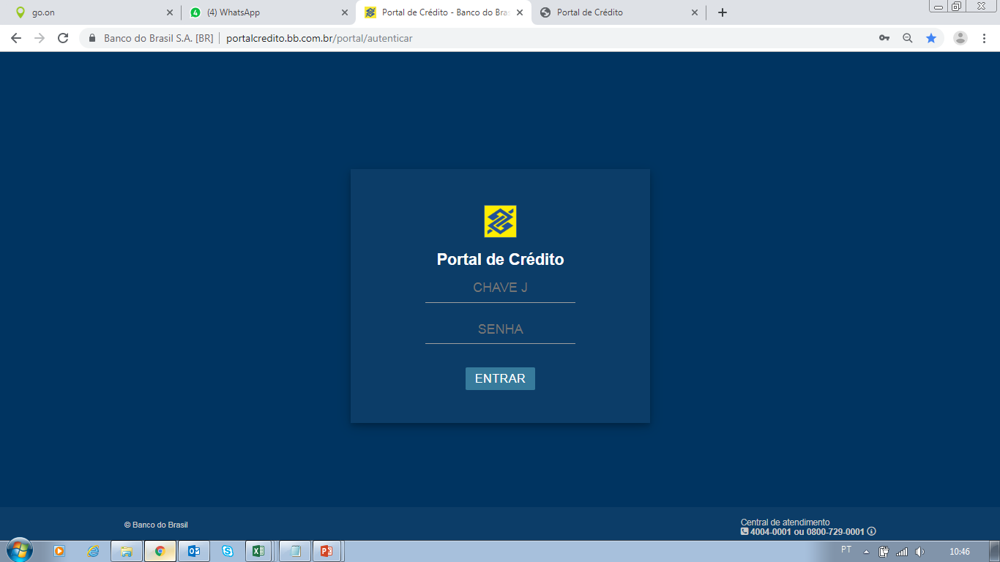 go.on
(4) WhatsApp
Portal de Crédito - Banco do Bras
Portal de Crédito
Banco do Brasil S.A. [BR]
portalcredito.bb.com.br/portal/autenticar
Portal de Crédito
CHAVE J
SENHA
ENTRAR
© Banco do Brasil
Central de atendimento
4004-0001 ou 0800-729-0001
PT
10:46